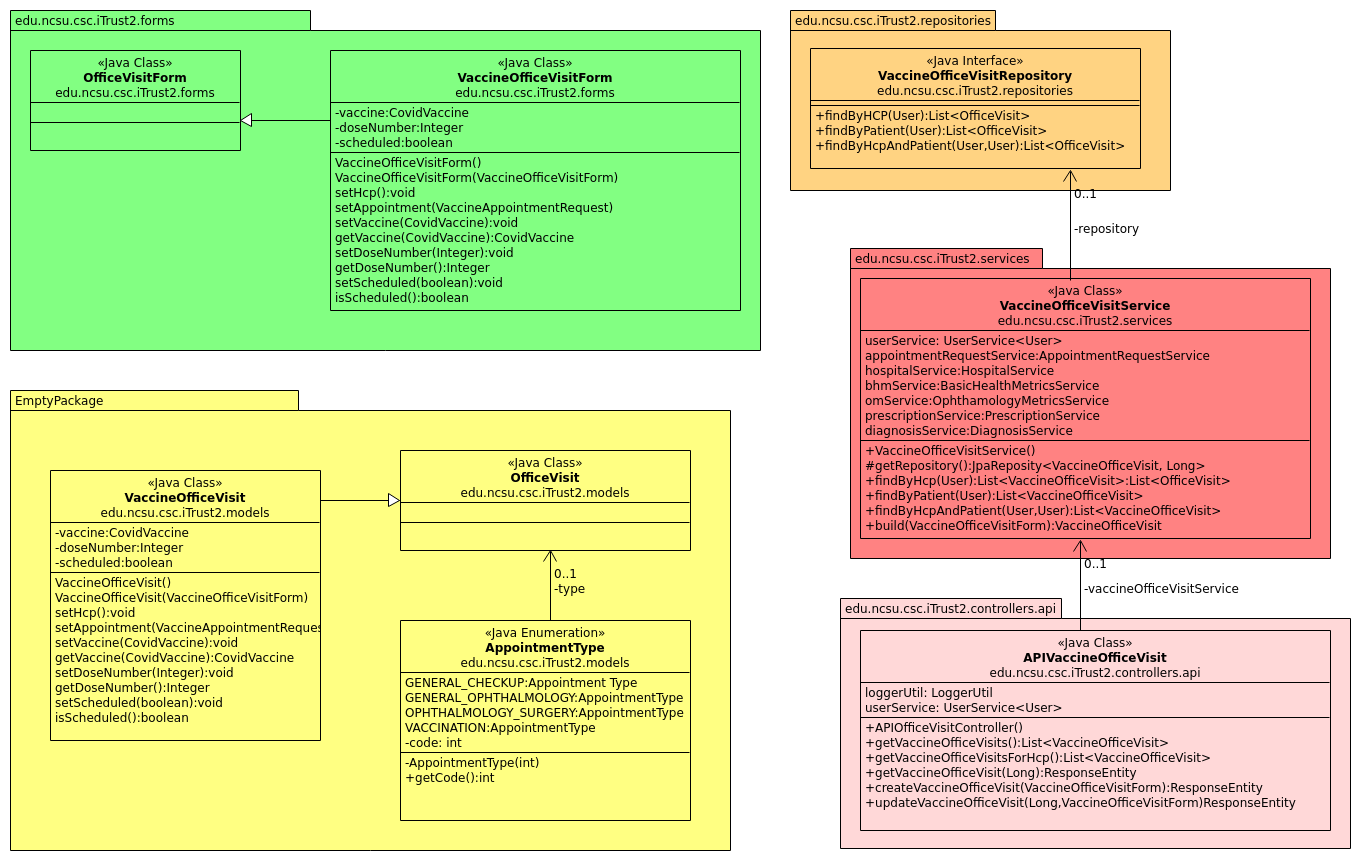 edu.ncsu.csc.iTrust2.forms
«Java Class»
OfficeVisitForm
edu.ncsu.csc.iTrust2.forms
«Java Class»
VaccineOfficeVisitForm
edu.ncsu.csc.iTrust2.forms
-vaccine:CovidVaccine
-doseNumber:Integer
-scheduled:boolean
VaccineOfficeVisitForm()
VaccineOfficeVisitForm(VaccineOfficeVisitForm)
setHcp():void
setAppointment(VaccineAppointmentRequest)
setVaccine(CovidVaccine):void
getVaccine(CovidVaccine):CovidVaccine
setDoseNumber(Integer):void
getDoseNumber():Integer
setScheduled(boolean):void
isScheduled():boolean
edu.ncsu.csc.iTrust2.repositories
«Java Interface»
VaccineOfficeVisitRepository
edu.ncsu.csc.iTrust2.repositories
+findByHCP(User):List<OfficeVisit>
+findByPatient(User):List<OfficeVisit>
+findByHcpAndPatient(User,User):List<OfficeVisit>
0..1
-repository
edu.ncsu.csc.iTrust2.services
«Java Class»
VaccineOfficeVisitService
edu.ncsu.csc.iTrust2.services
userService: UserService<User>
appointmentRequestService:AppointmentRequestService
hospitalService:HospitalService
bhmService:BasicHealthMetricsService
omService:OphthamologyMetricsService
prescriptionService:PrescriptionService
diagnosisService:DiagnosisService
+VaccineOfficeVisitService()
#getRepository():JpaReposity<VaccineOfficeVisit, Long>
+findByHcp(User):List<VaccineOfficeVisit>:List<OfficeVisit>
+findByPatient(User):List<VaccineOfficeVisit>
+findByHcpAndPatient(User,User):List<VaccineOfficeVisit>
+build(VaccineOfficeVisitForm):VaccineOfficeVisit
0..1
-vaccineOfficeVisitService
edu.ncsu.csc.iTrust2.controllers.api
«Java Class»
APIVaccineOfficeVisit
edu.ncsu.csc.iTrust2.controllers.api
loggerUtil: LoggerUtil
userService: UserService<User>
+APIOfficeVisitController()
+getVaccineOfficeVisits():List<VaccineOfficeVisit>
+getVaccineOfficeVisitsForHcp():List<VaccineOfficeVisit>
+getVaccineOfficeVisit(Long):ResponseEntity
+createVaccineOfficeVisit(VaccineOfficeVisitForm):ResponseEntity
+updateVaccineOfficeVisit(Long,VaccineOfficeVisitForm)ResponseEntity
EmptyPackage
«Java Class»
VaccineOfficeVisit
edu.ncsu.csc.iTrust2.models
-vaccine:CovidVaccine
-doseNumber:Integer
-scheduled:boolean
VaccineOfficeVisit()
VaccineOfficeVisit(VaccineOfficeVisitForm)
setHcp():void
setAppointment(VaccineAppointmentReques
setVaccine(CovidVaccine):void
getVaccine(CovidVaccine):CovidVaccine
setDoseNumber(Integer):void
getDoseNumber():Integer
setScheduled(boolean):void
isScheduled():boolean
«Java Class»
OfficeVisit
edu.ncsu.csc.iTrust2.models
0..1
-type
«Java Enumeration»
AppointmentType
edu.ncsu.csc.iTrust2.models
GENERAL_CHECKUP:Appointment Type
GENERAL_OPHTHALMOLOGY:AppointmentType
OPHTHALMOLOGY_SURGERY:AppointmentType
VACCINATION:AppointmentType
-code: int
-AppointmentType(int)
+getCode():int